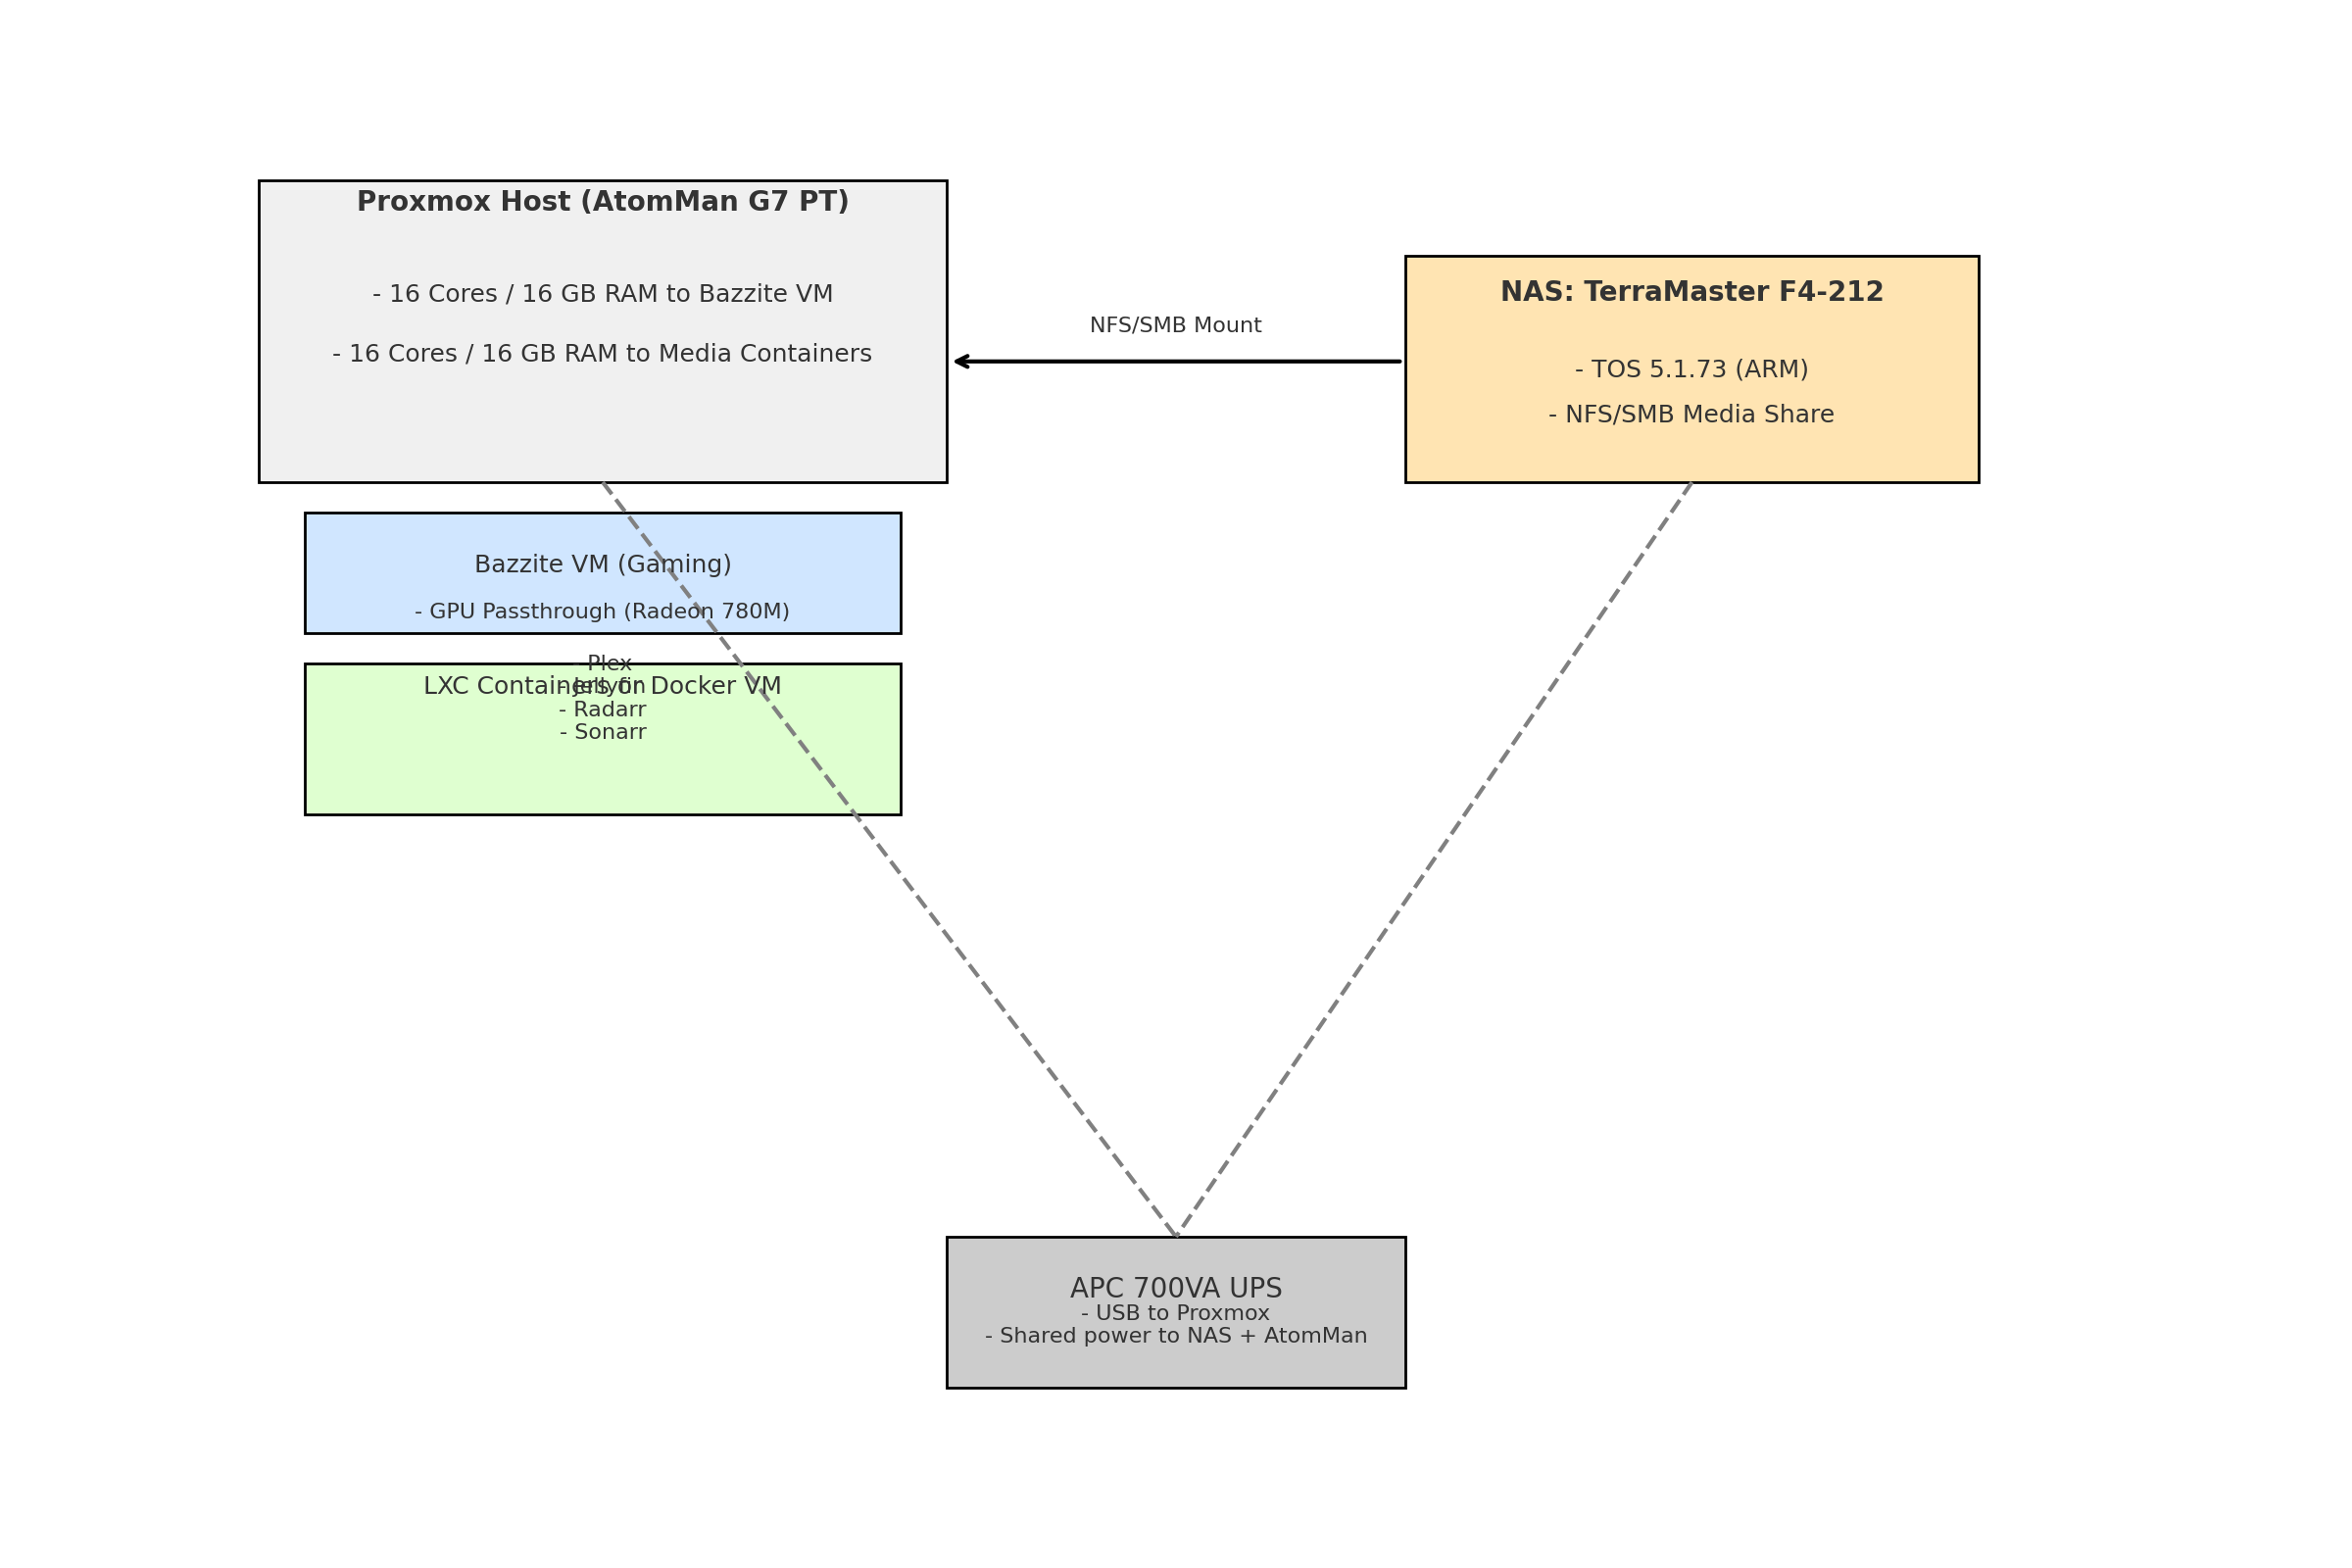 Proxmox Host (AtomMan G7 PT)
- 16 Cores / 16 GB RAM to Bazzite VM
- 16 Cores / 16 GB RAM to Media Containers
NFS/SMB Mount
NAS: TerraMaster F4-212
- TOS 5.1.73 (ARM)
- NFS/SMB Media Share
Bazzite VM (Gaming)
- GPU Passthrough (Radeon 780M)
- Plex
LXC Containers or Docker VM
- Jellyfin
- Radarr
- Sonarr
APC 700VA UPS
- USB to Proxmox
- Shared power to NAS + AtomMan